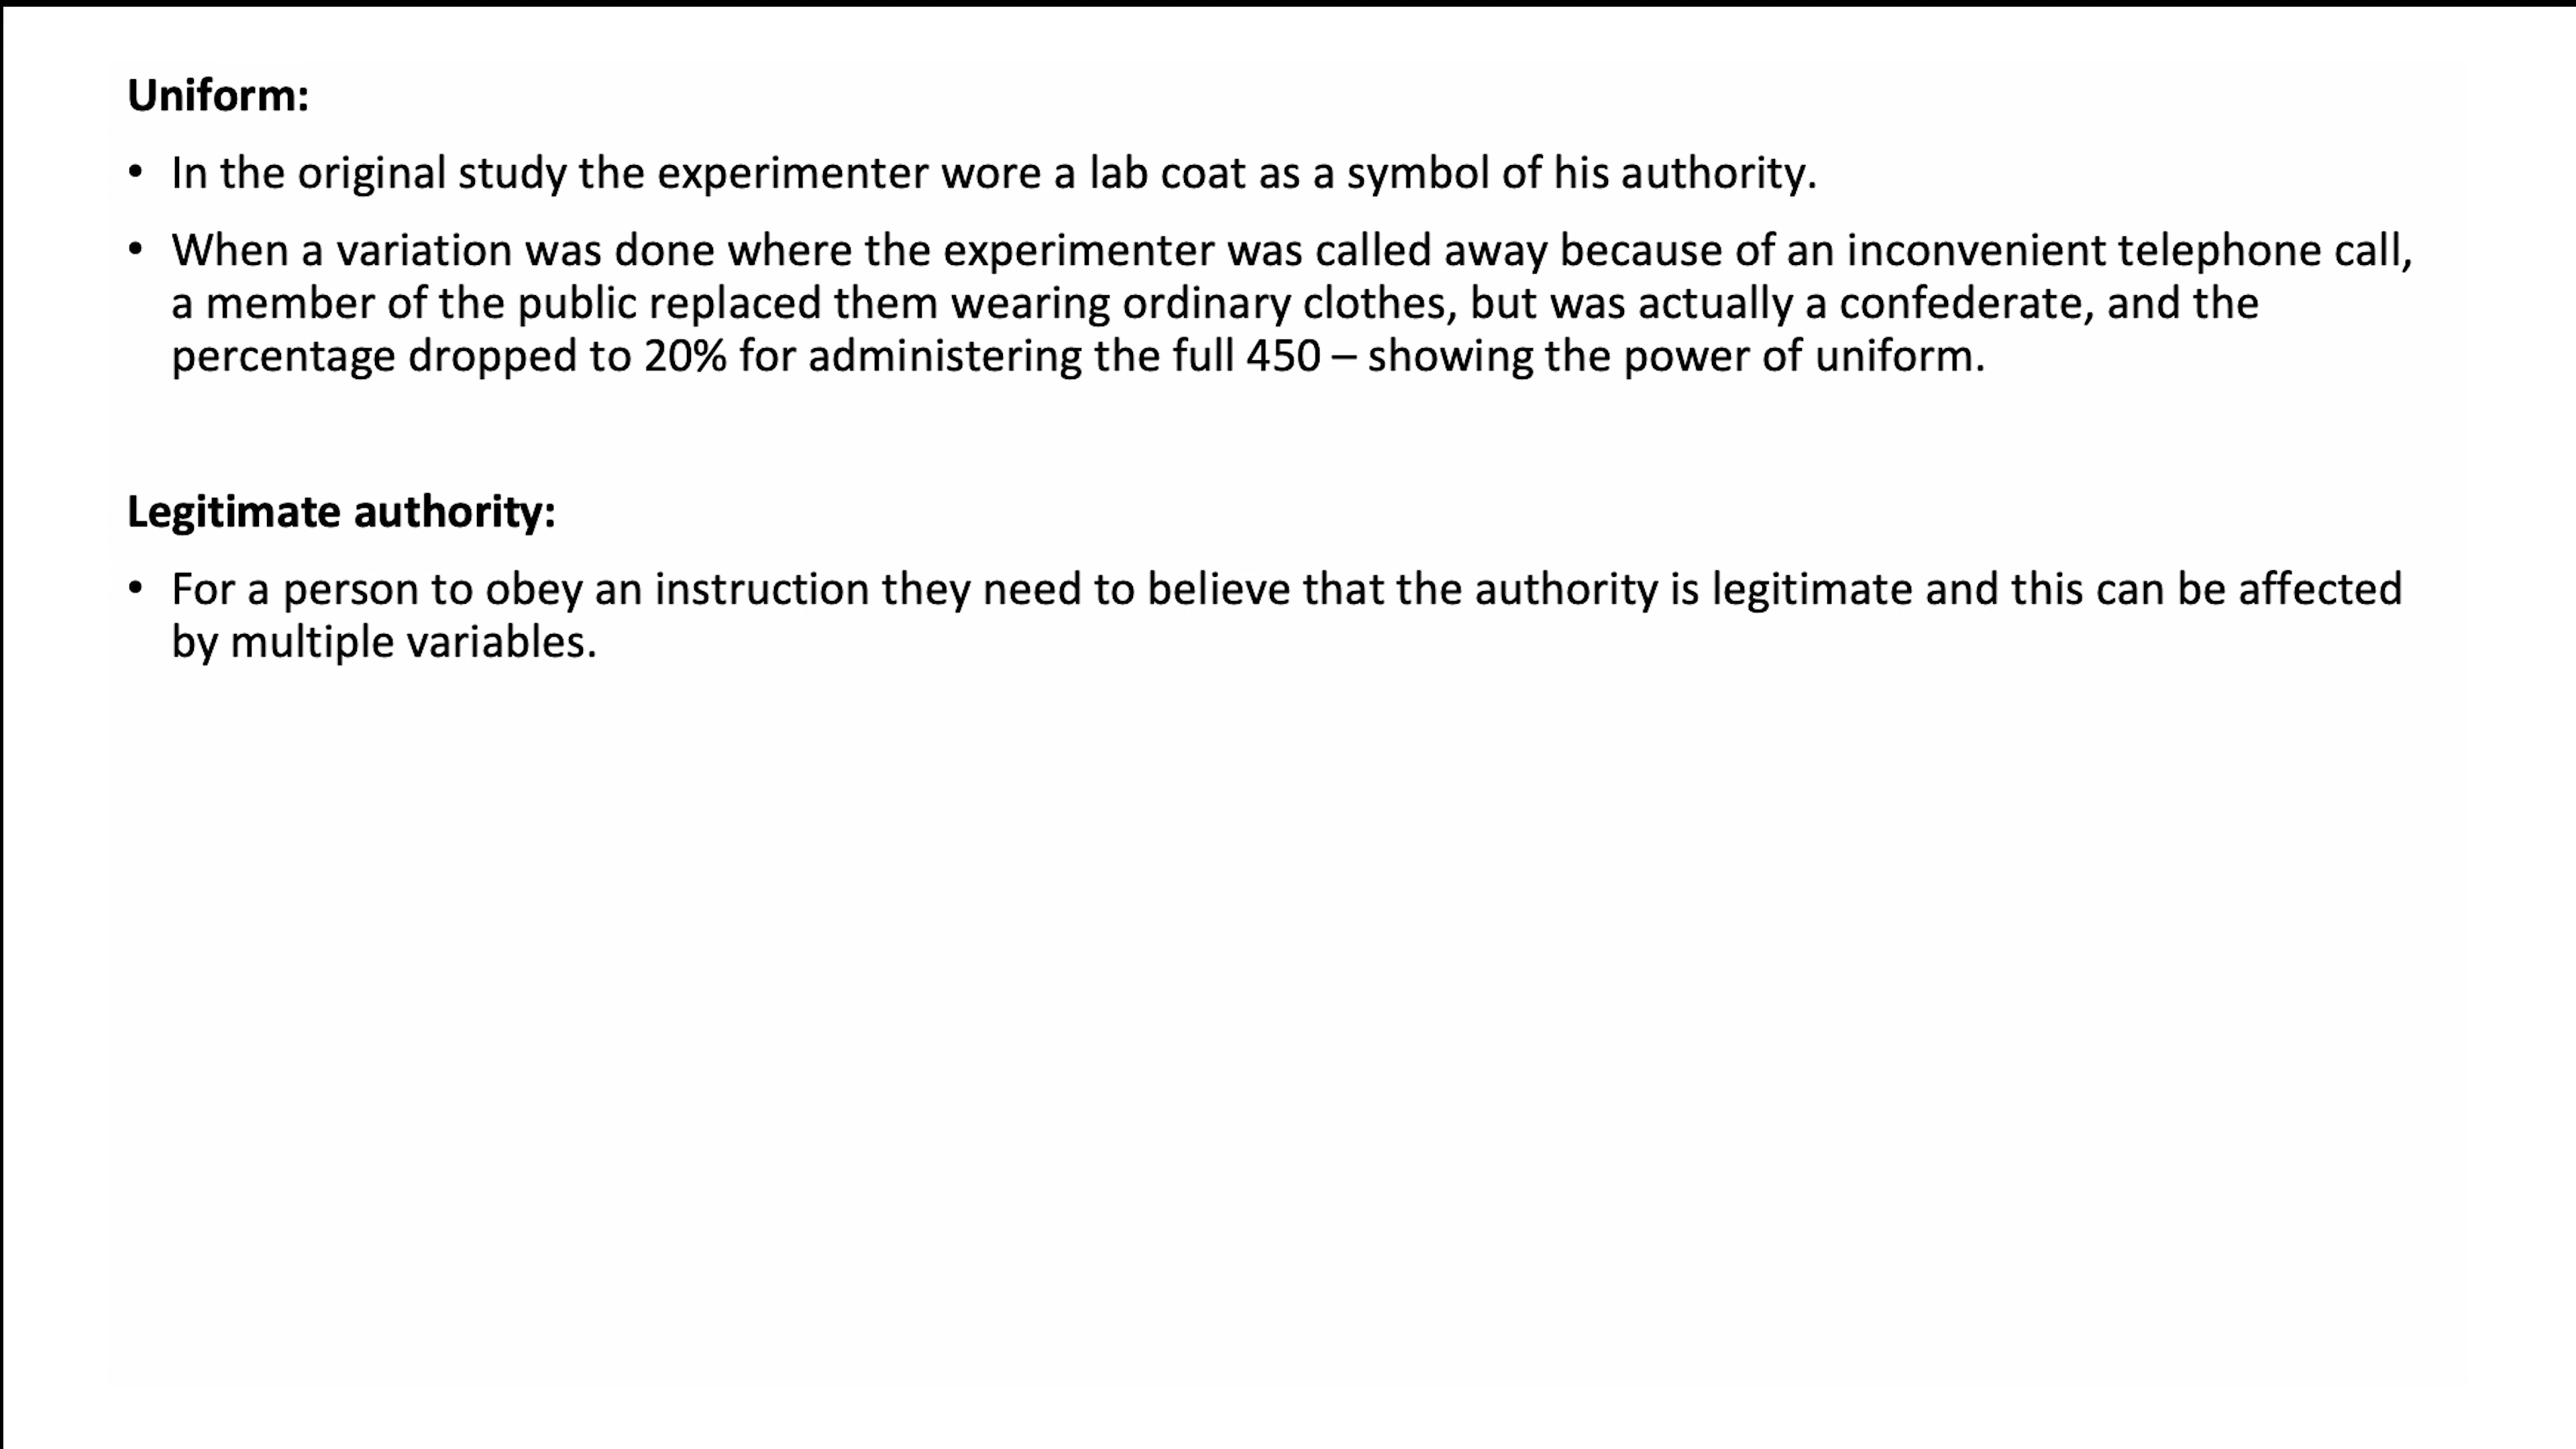 Uniform:
• In the original study the experimenter wore a lab coat as a symbol of his authority.
• When a variation was done where the experimenter was called away because of an inconvenient telephone call,
a member of the public replaced them wearing ordinary clothes, but was actually a confederate, and the
percentage dropped to 20% for administering the full 450 – showing the power of uniform.
Legitimate authority:
• For a person to obey an instruction they need to believe that the authority is legitimate and this can be affected
by multiple variables.